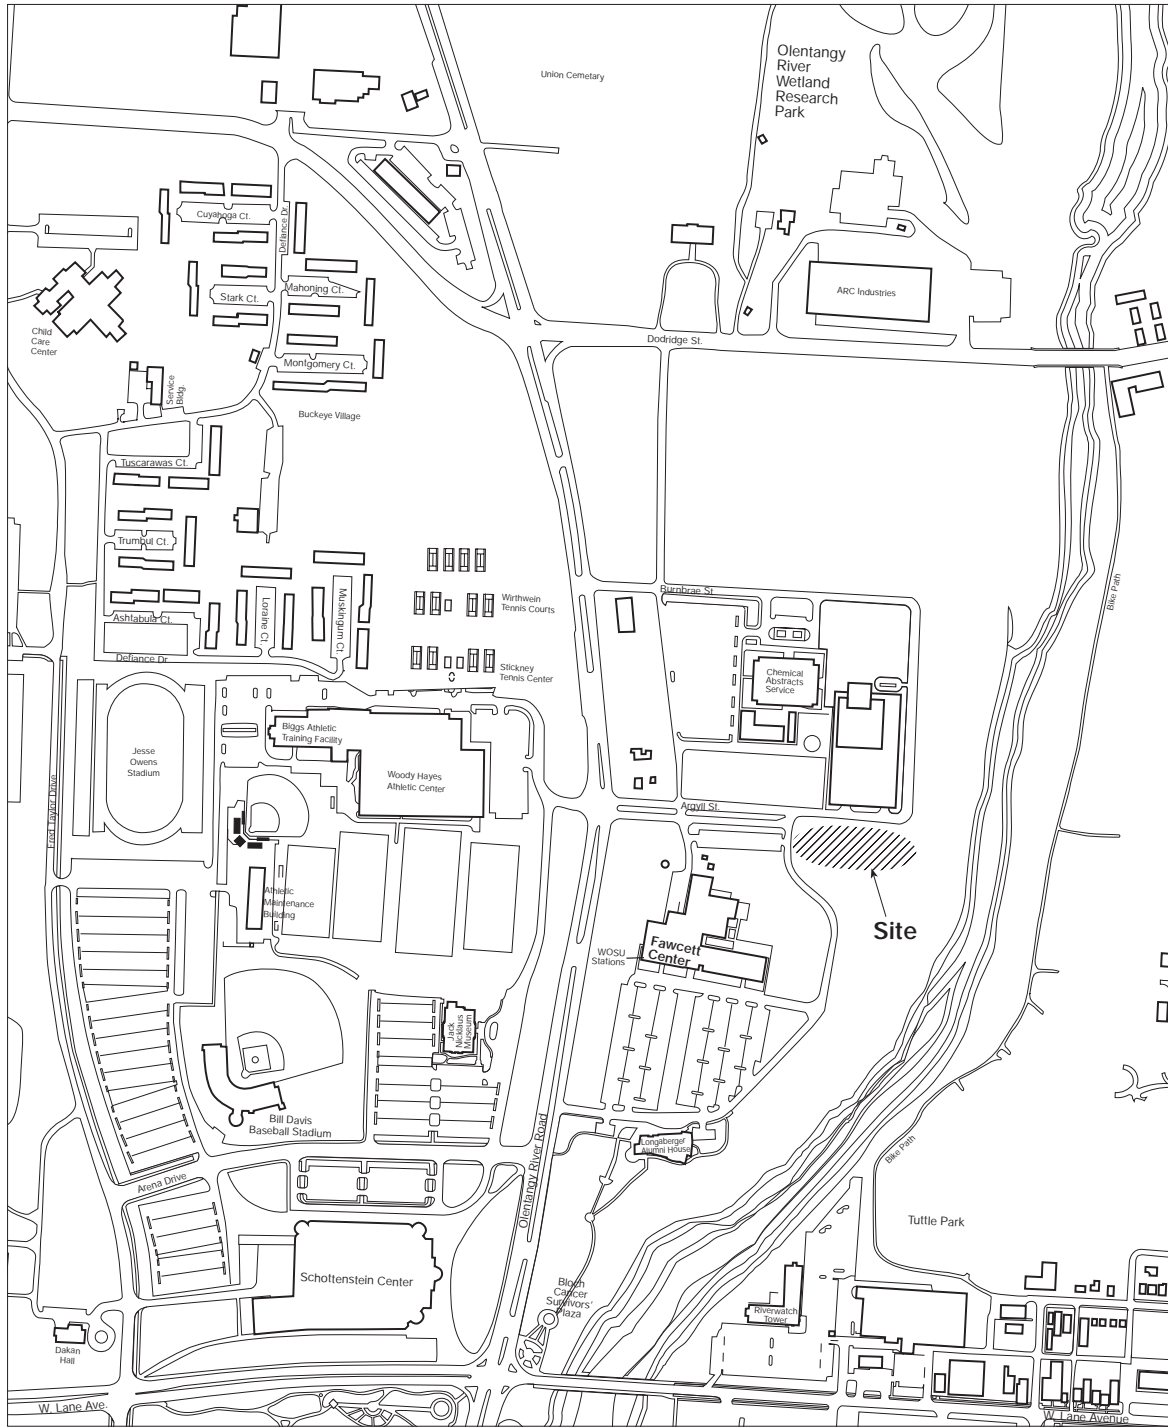 Olentangy
River
Wetland
Research
Park
Union Cemetary
Cuyahoga Ct.
Defiance Dr.
Mahoning Ct.
Stark Ct.
ARC Industries
Child
Care
Center
Dodridge St.
Montgomery Ct.
Service
Bldg.
Buckeye Village
Tuscarawas Ct.
Trumbul Ct.
Bike Path
Burnbrae St.
Wirthwein
Tennis Courts
Ashtabula Ct.
Loraine Ct.
Muskingum Ct.
Defiance Dr.
Stickney
Tennis Center
Chemical
Abstracts
Service
Biggs Athletic
Training Facility
Jesse
Owens
Stadium
Woody Hayes
Athletic Center
Fred Taylor Drive
Argyll St.
Athletic
Maintenance
Building
Site
Fawcett
Center
WOSU
Stations
Jack
Nicklaus
Museum
Bill Davis
Baseball Stadium
Longaberger
Alumni House
Bike Path
Olentangy River Road
Arena Drive
Tuttle Park
Schottenstein Center
Bloch
Cancer
Survivors'
Plaza
Riverwatch
Tower
Dakan
Hall
W. Lane Ave.
W. Lane Avenue